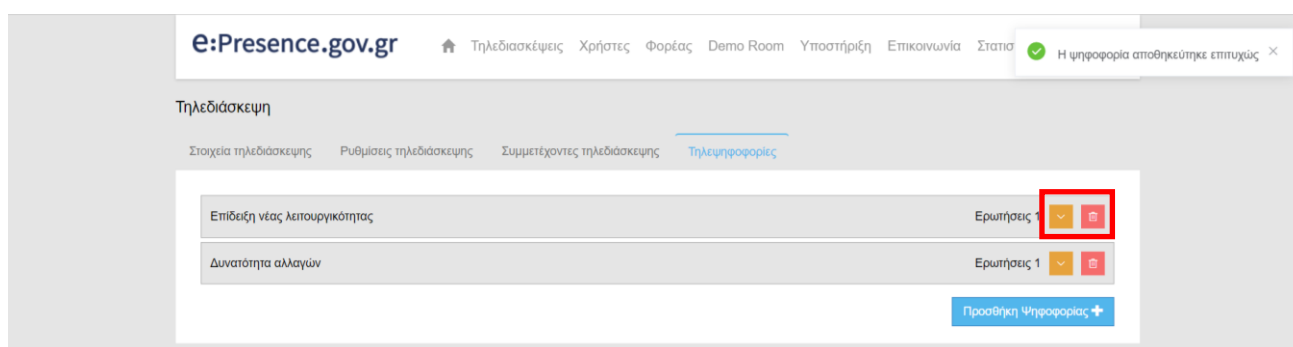 e:Presence.gov.gr Τηλεδιασκέψεις Χρήστες Φορέας Demo Room Υποστήριξη Επικοινωνία Στατισ
Η ψηφοφορία αποθηκεύτηκε επιτυχώς
Τηλεδιάσκεψη
Στοιχεία τηλεδιάσκεψης Ρυθμίσεις τηλεδιάσκεψης Συμμετέχοντες τηλεδιάσκεψης Τηλεψηφοφορίες
Επίδειξη νέας λειτουργικότητας Ερωτήσεις 1
Δυνατότητα αλλαγών Ερωτήσεις 1
Προσθήκη Ψηφοφορίας